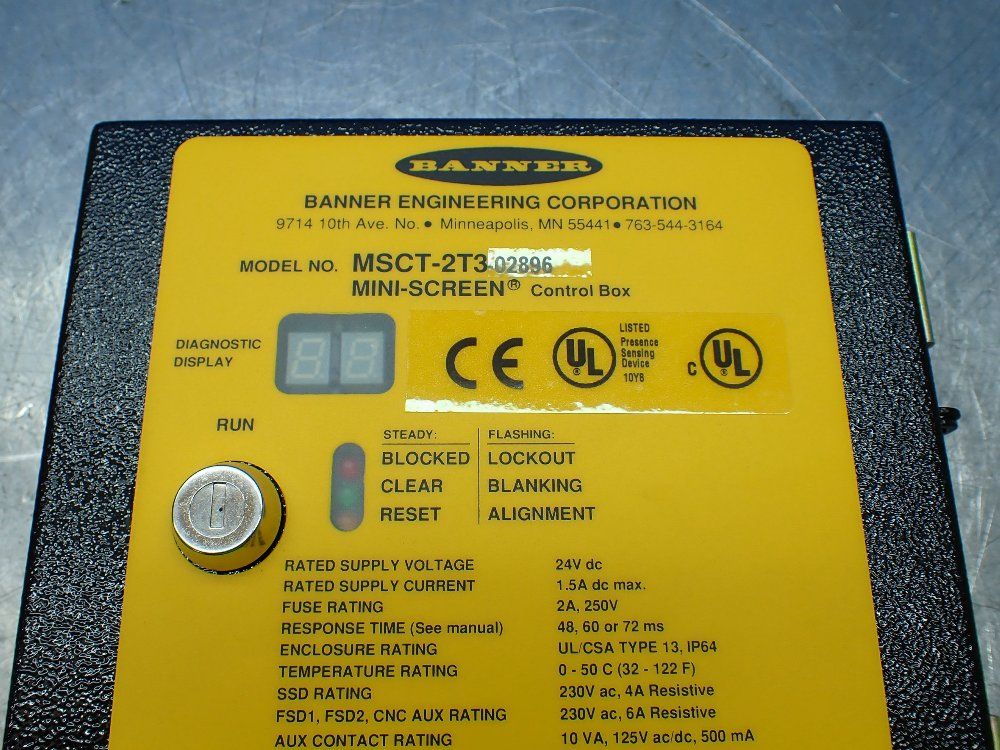 BANNER
BANNER ENGINEERING CORPORATION
9714 10th Ave. No. • Minneapolis, MN 55441 • 763-544-3164
MODEL NO. MSCT-2T3 02896
MINI-SCREEN® Control Box
DIAGNOSTIC
DISPLAY
CE
UL ®
LISTED
Presence
Sensing
Device
10Y8
C UL ®
RUN
STEADY: FLASHING:
BLOCKED LOCKOUT
CLEAR BLANKING
RESET ALIGNMENT
RATED SUPPLY VOLTAGE 24V dc
RATED SUPPLY CURRENT 1.5A dc max.
FUSE RATING 2A, 250V
RESPONSE TIME (See manual) 48, 60 or 72 ms
ENCLOSURE RATING UL/CSA TYPE 13, IP64
TEMPERATURE RATING 0 - 50 C (32 - 122 F)
SSD RATING 230V ac, 4A Resistive
FSD1, FSD2, CNC AUX RATING 230V ac, 6A Resistive
AUX CONTACT RATING 10 VA, 125V ac/dc, 500 mA